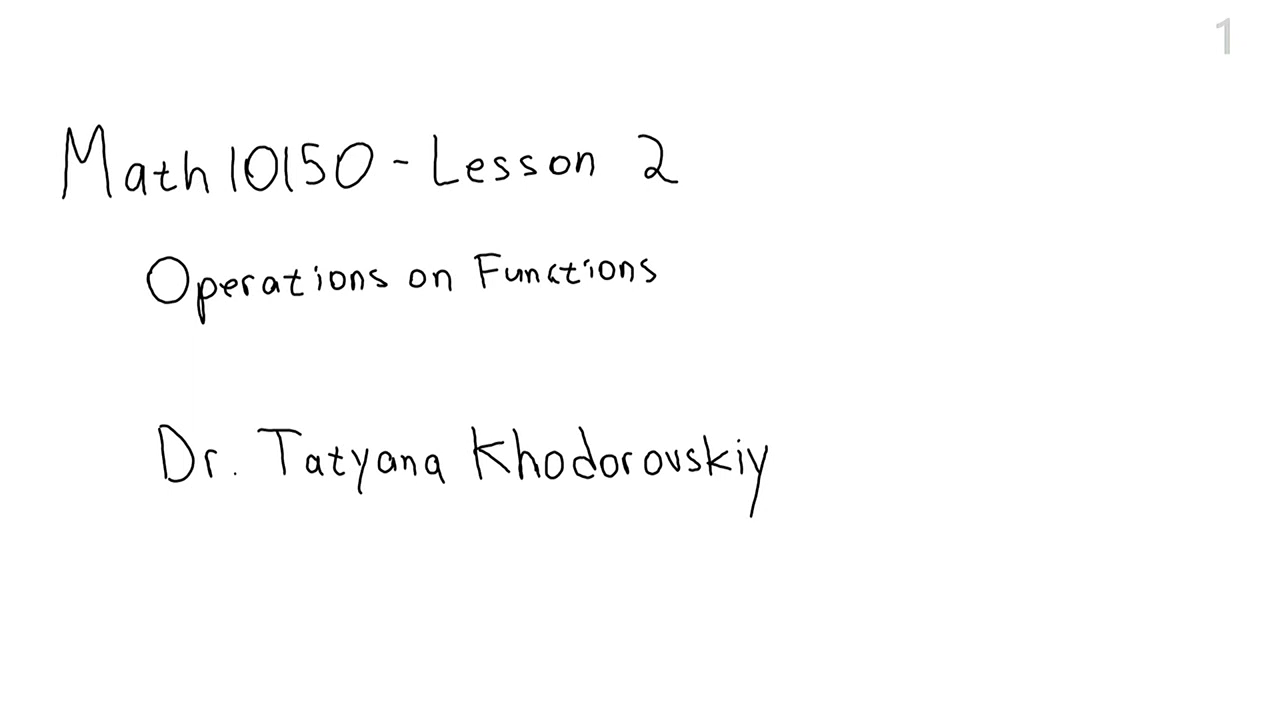 1
Math 10150 - Lesson 2
Operations on Functions
Dr. Tatyana Khodorovskiy